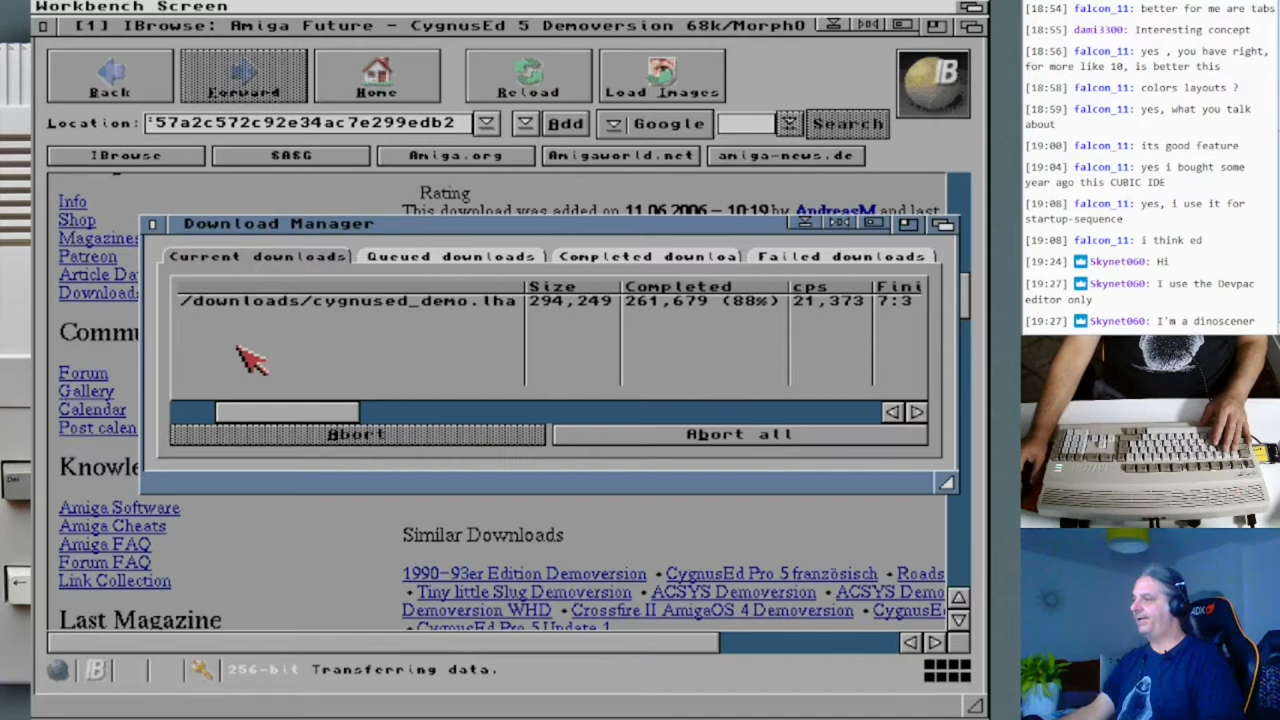 Workbench Screen
[1] IBrowse: Amiga Future - CygnusEd 5 Demoversion 68k/MorphO
Back
Forward
Home
Reload
Load Images
IB
Location: :57a2c572c92e34ac7e299edb2
Add
Google
Search
IBrowse
SASG
Amiga.org
Amigaworld.net
amiga-news.de
Info
Shop
Magazines
Patreon
Article Da
Downloads
Rating
This download was added on 11.06.2006 – 10:19 by AndreasM and last
Download Manager
Current downloads
Queued downloads
Completed downloa
Failed downloads
Size
Completed
cps
Fini
/downloads/cygnused_demo.lha
294,249
261,679 (88%)
21,373
7:3
Abort
Abort all
Commu
Forum
Gallery
Calendar
Post calen
Knowle
Amiga Software
Amiga Cheats
Amiga FAQ
Forum FAQ
Link Collection
Last Magazine
Similar Downloads
1990-93er Edition Demoversion • CygnusEd Pro 5 französisch • Roads
• Tiny little Slug Demoversion • ACSYS Demoversion • ACSYS Demo
Demoversion WHD • Crossfire II AmigaOS 4 Demoversion • CygnusE
• CygnusEd Pro 5 Update 1
256-bit Transferring data.
[18:54] falcon_11: better for me are tabs
[18:55] dami3300: Interesting concept
[18:56] falcon_11: yes , you have right,
for more like 10, is better this
[18:58] falcon_11: colors layouts ?
[18:59] falcon_11: yes, what you talk
about
[19:00] falcon_11: its good feature
[19:04] falcon_11: yes i bought some
year ago this CUBIC IDE
[19:08] falcon_11: yes, i use it for
startup-sequence
[19:08] falcon_11: i think ed
[19:24] Skynet060: Hi
[19:27] Skynet060: I use the Devpac
editor only
[19:27] Skynet060: I'm a dinoscener
Del